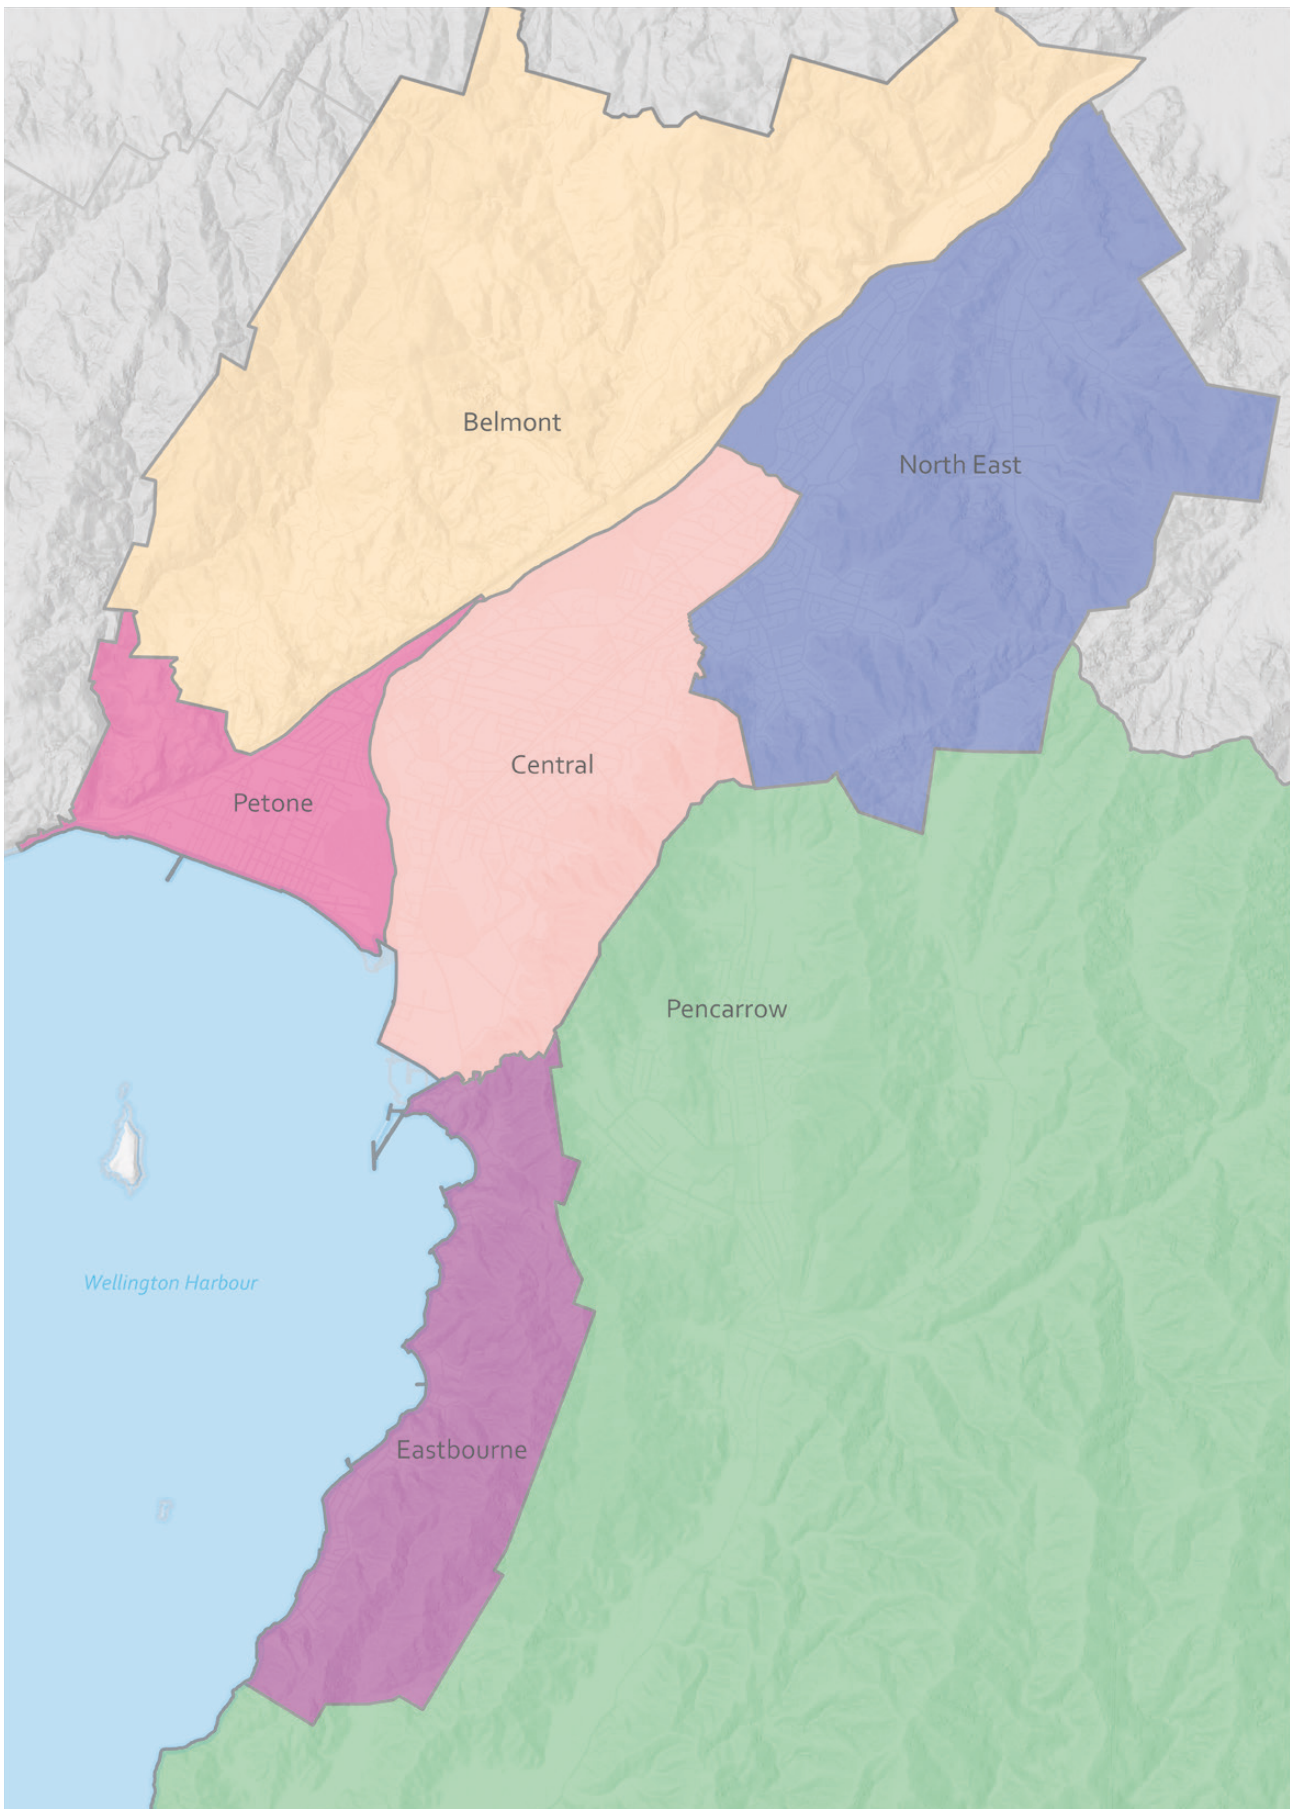 Belmont
North East
Central
Petone
Pencarrow
Wellington Harbour
Eastbourne